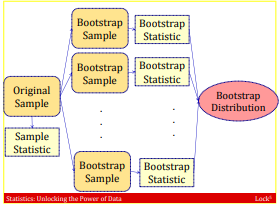 Bootstrap
Sample
Bootstrap
Statistic
Bootstrap
Sample
Bootstrap
Statistic
Original
Sample
Sample
Statistic
.
.
.
.
.
.
Bootstrap
Distribution
Bootstrap
Sample
Bootstrap
Statistic
Statistics: Unlocking the Power of Data
Lock⁵